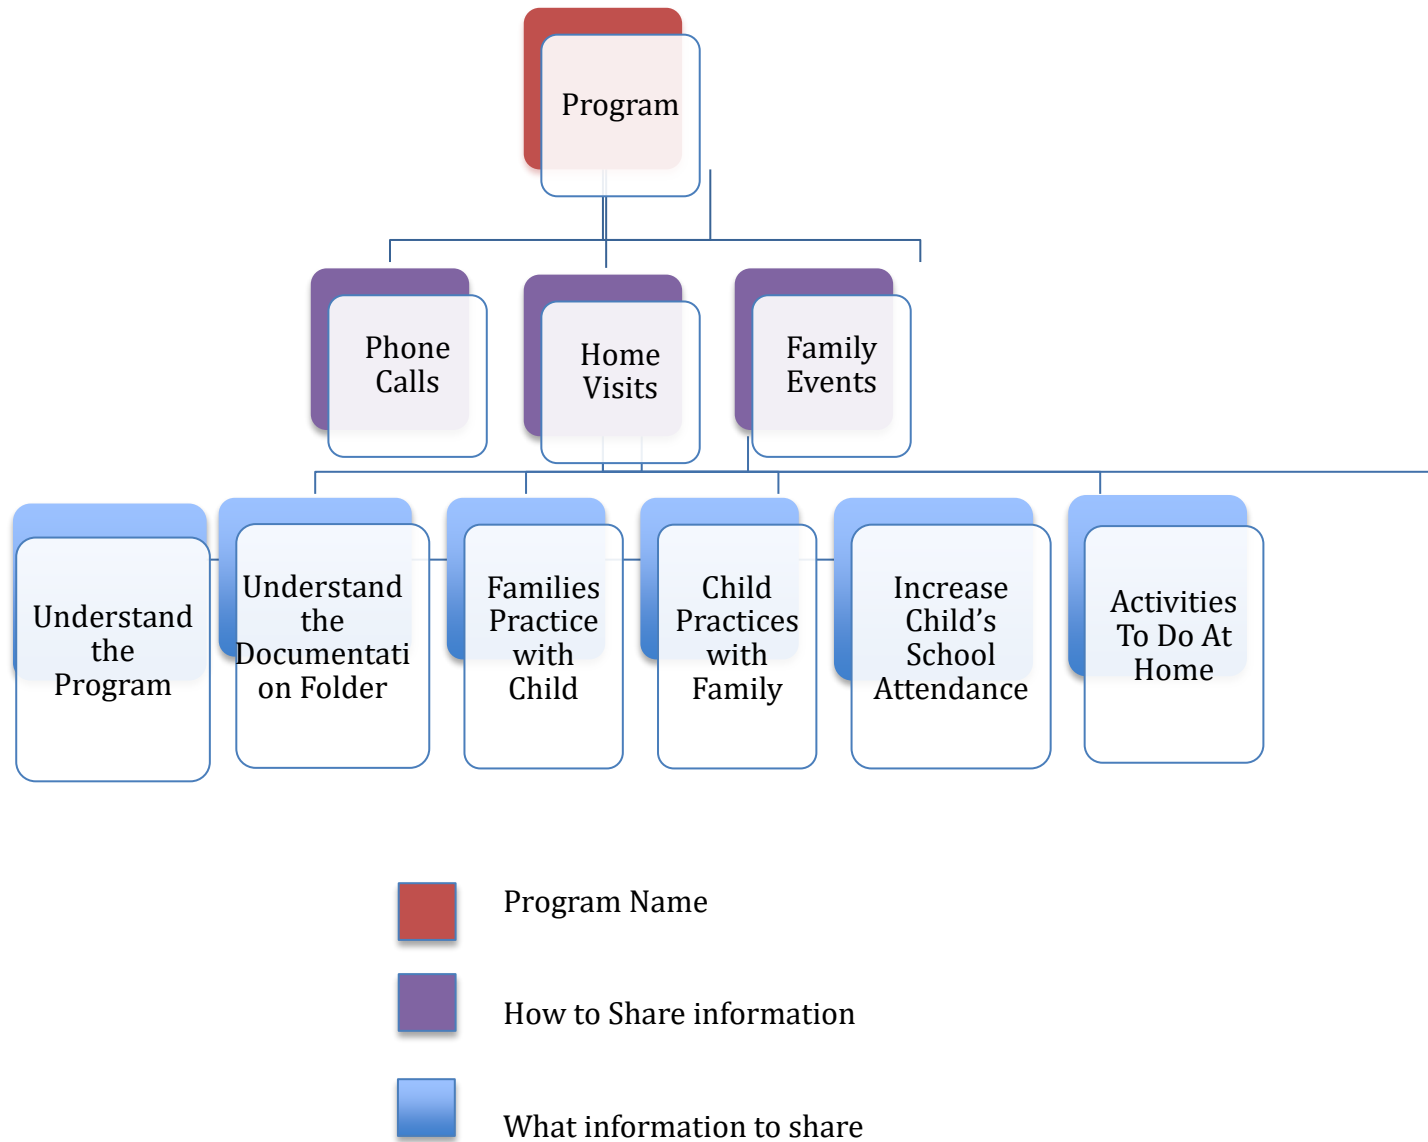 Program
Phone
Calls
Home
Visits
Family
Events
Understand
the
Program
Understand
the
Documentati
on Folder
Families
Practice
with
Child
Child
Practices
with
Family
Increase
Child’s
School
Attendance
Activities
To Do At
Home
Program Name
How to Share information
What information to share